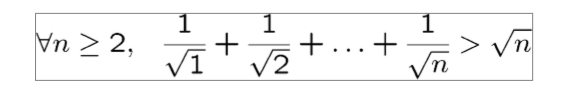 ∀n ≥ 2, 1/√1 + 1/√2 + … + 1/√n > √n